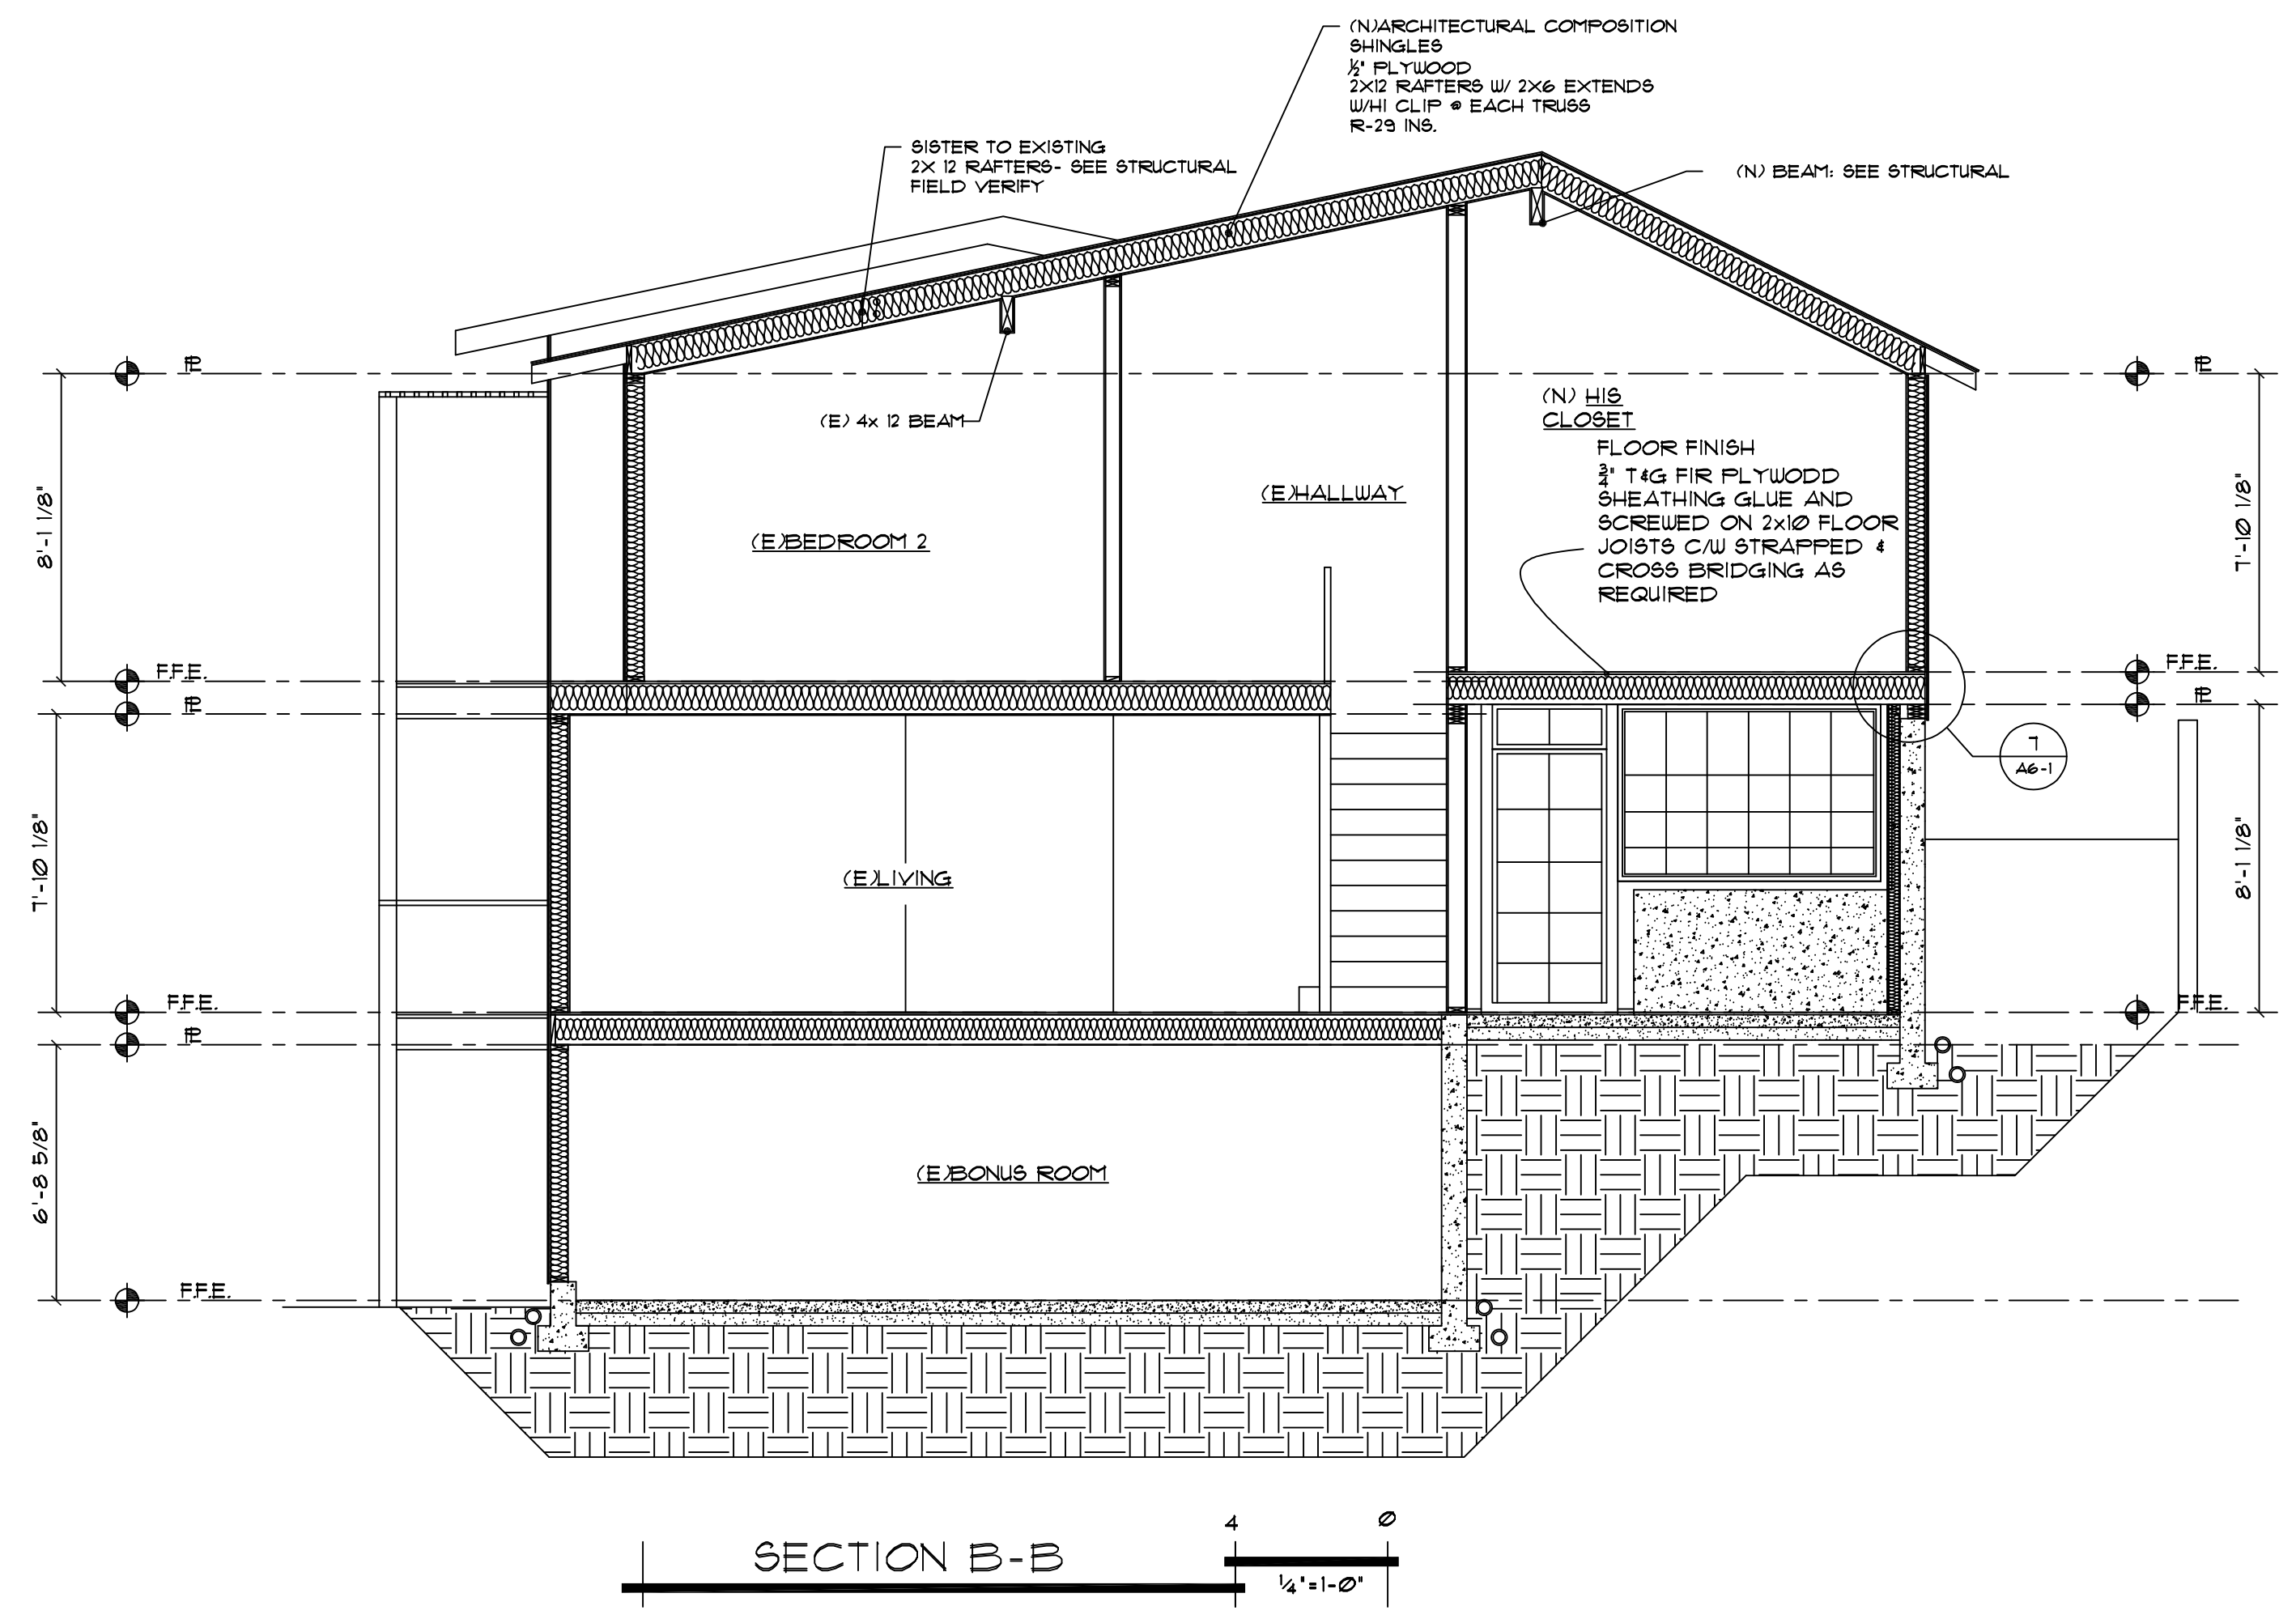 (N)ARCHITECTURAL COMPOSITION
SHINGLES
½" PLYWOOD
2X12 RAFTERS W/ 2X6 EXTENDS
W/H1 CLIP @ EACH TRUSS
R-29 INS.
SISTER TO EXISTING
2X 12 RAFTERS- SEE STRUCTURAL
FIELD VERIFY
(N) BEAM: SEE STRUCTURAL
PL
PL
(E) 4x 12 BEAM
(N) HIS
CLOSET
FLOOR FINISH
¾" T&G FIR PLYWODD
SHEATHING GLUE AND
SCREWED ON 2x10 FLOOR
JOISTS C/W STRAPPED &
CROSS BRIDGING AS
REQUIRED
(E)HALLWAY
(E)BEDROOM 2
8'-1 1/8"
7'-10 1/8"
F.F.E.
F.F.E.
PL
PL
7
A6-1
7'-10 1/8"
(E)LIVING
8'-1 1/8"
F.F.E.
F.F.E.
PL
6'-8 5/8"
(E)BONUS ROOM
F.F.E.
SECTION B-B
4
0
1/4"=1-0"